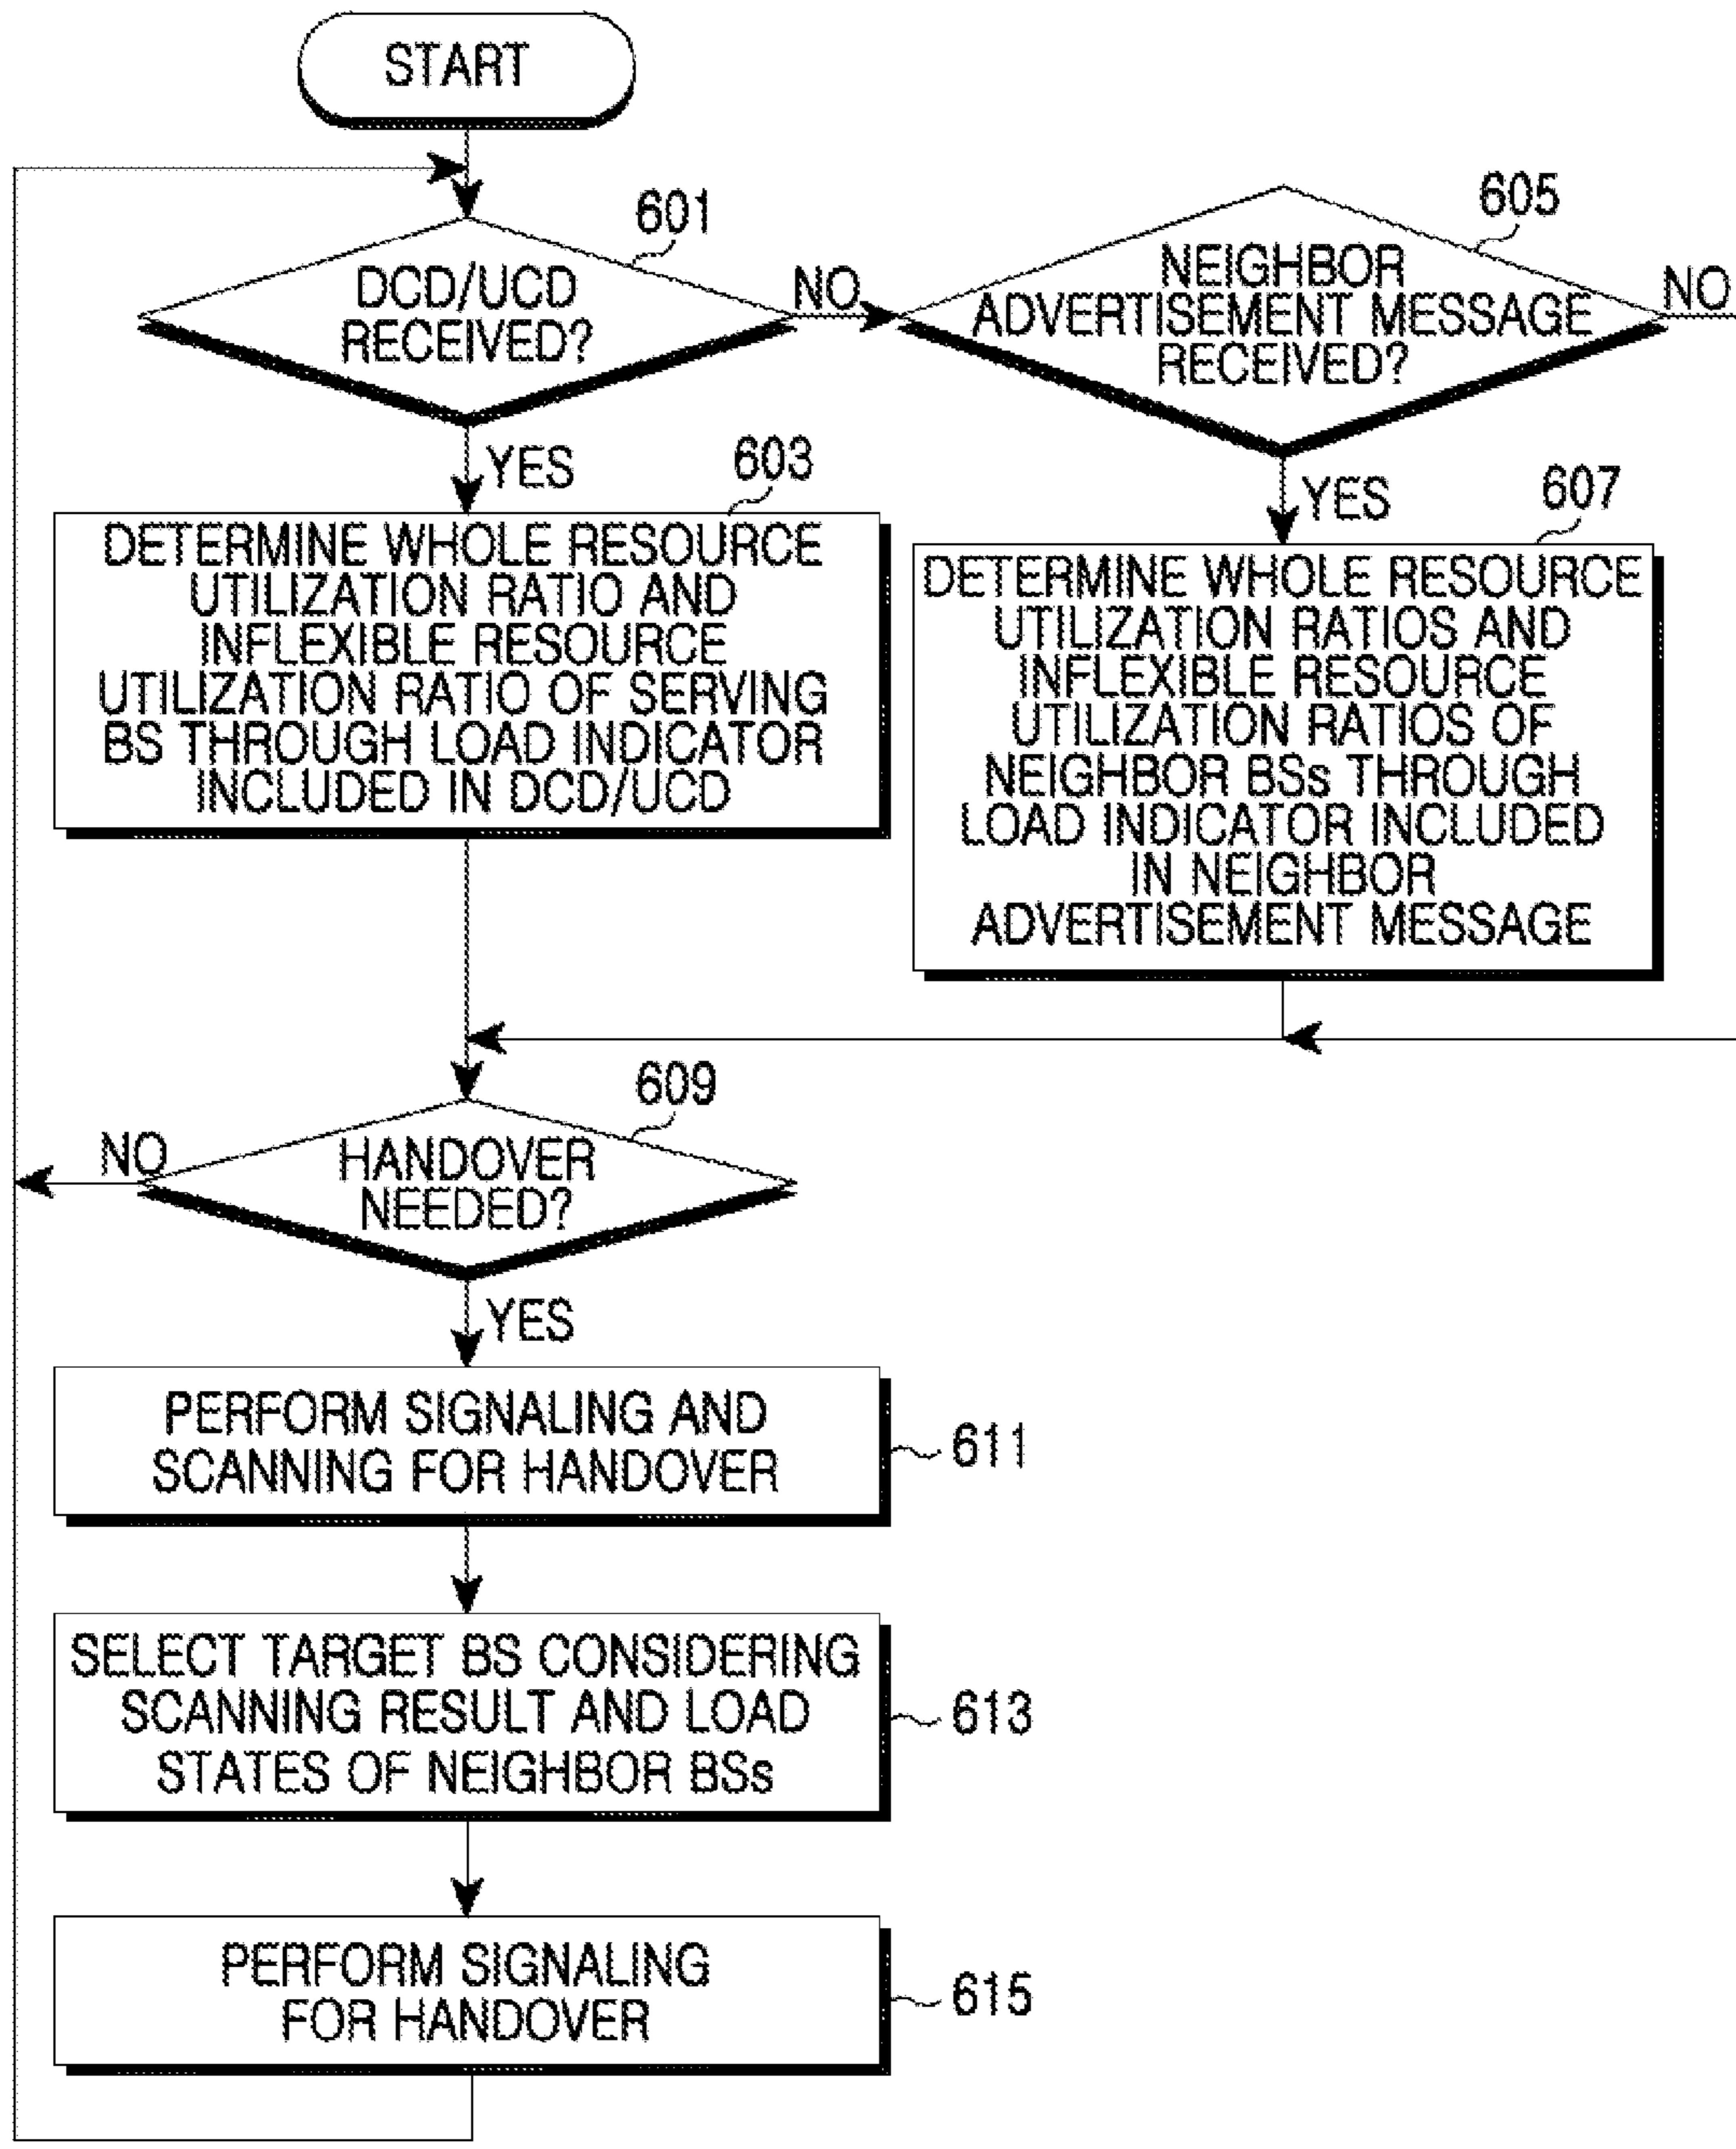 START
601
DCD/UCD
RECEIVED?
NO
605
NEIGHBOR
ADVERTISEMENT MESSAGE
RECEIVED?
NO
YES
603
DETERMINE WHOLE RESOURCE
UTILIZATION RATIO AND
INFLEXIBLE RESOURCE
UTILIZATION RATIO OF SERVING
BS THROUGH LOAD INDICATOR
INCLUDED IN DCD/UCD
YES
607
DETERMINE WHOLE RESOURCE
UTILIZATION RATIOS AND
INFLEXIBLE RESOURCE
UTILIZATION RATIOS OF
NEIGHBOR BSs THROUGH
LOAD INDICATOR INCLUDED
IN NEIGHBOR
ADVERTISEMENT MESSAGE
609
NO
HANDOVER
NEEDED?
YES
PERFORM SIGNALING AND
SCANNING FOR HANDOVER
611
SELECT TARGET BS CONSIDERING
SCANNING RESULT AND LOAD
STATES OF NEIGHBOR BSs
613
PERFORM SIGNALING
FOR HANDOVER
615